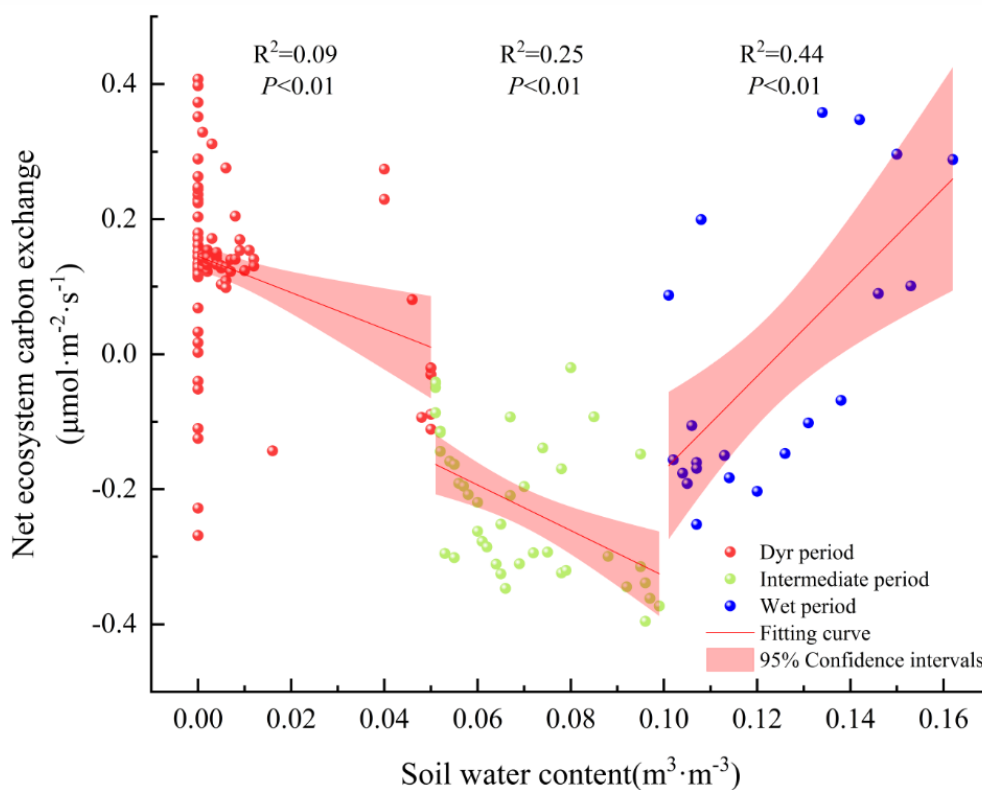 R²=0.09
P<0.01
R²=0.25
P<0.01
R²=0.44
P<0.01
Net ecosystem carbon exchange
(μmol·m⁻²·s⁻¹)
0.4
0.2
0.0
-0.2
-0.4
Dyr period
Intermediate period
Wet period
Fitting curve
95% Confidence intervals
0.00 0.02 0.04 0.06 0.08 0.10 0.12 0.14 0.16
Soil water content(m³·m⁻³)